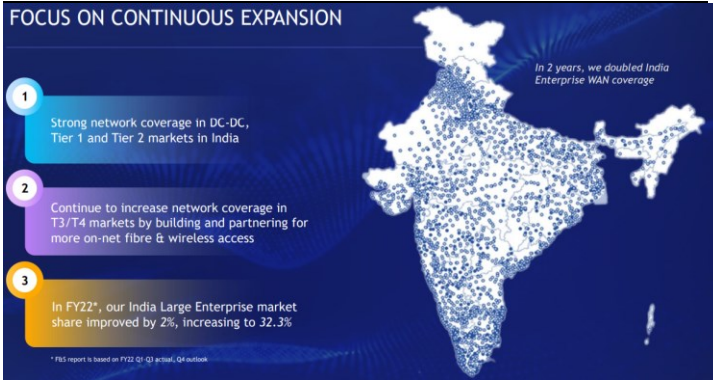 FOCUS ON CONTINUOUS EXPANSION
In 2 years, we doubled India
Enterprise WAN coverage
1
Strong network coverage in DC-DC,
Tier 1 and Tier 2 markets in India
2
Continue to increase network coverage in
T3/T4 markets by building and partnering for
more on-net fibre & wireless access
3
In FY22*, our India Large Enterprise market
share improved by 2%, increasing to 32.3%
* F&S report is based on FY22 Q1-Q3 actual, Q4 outlook